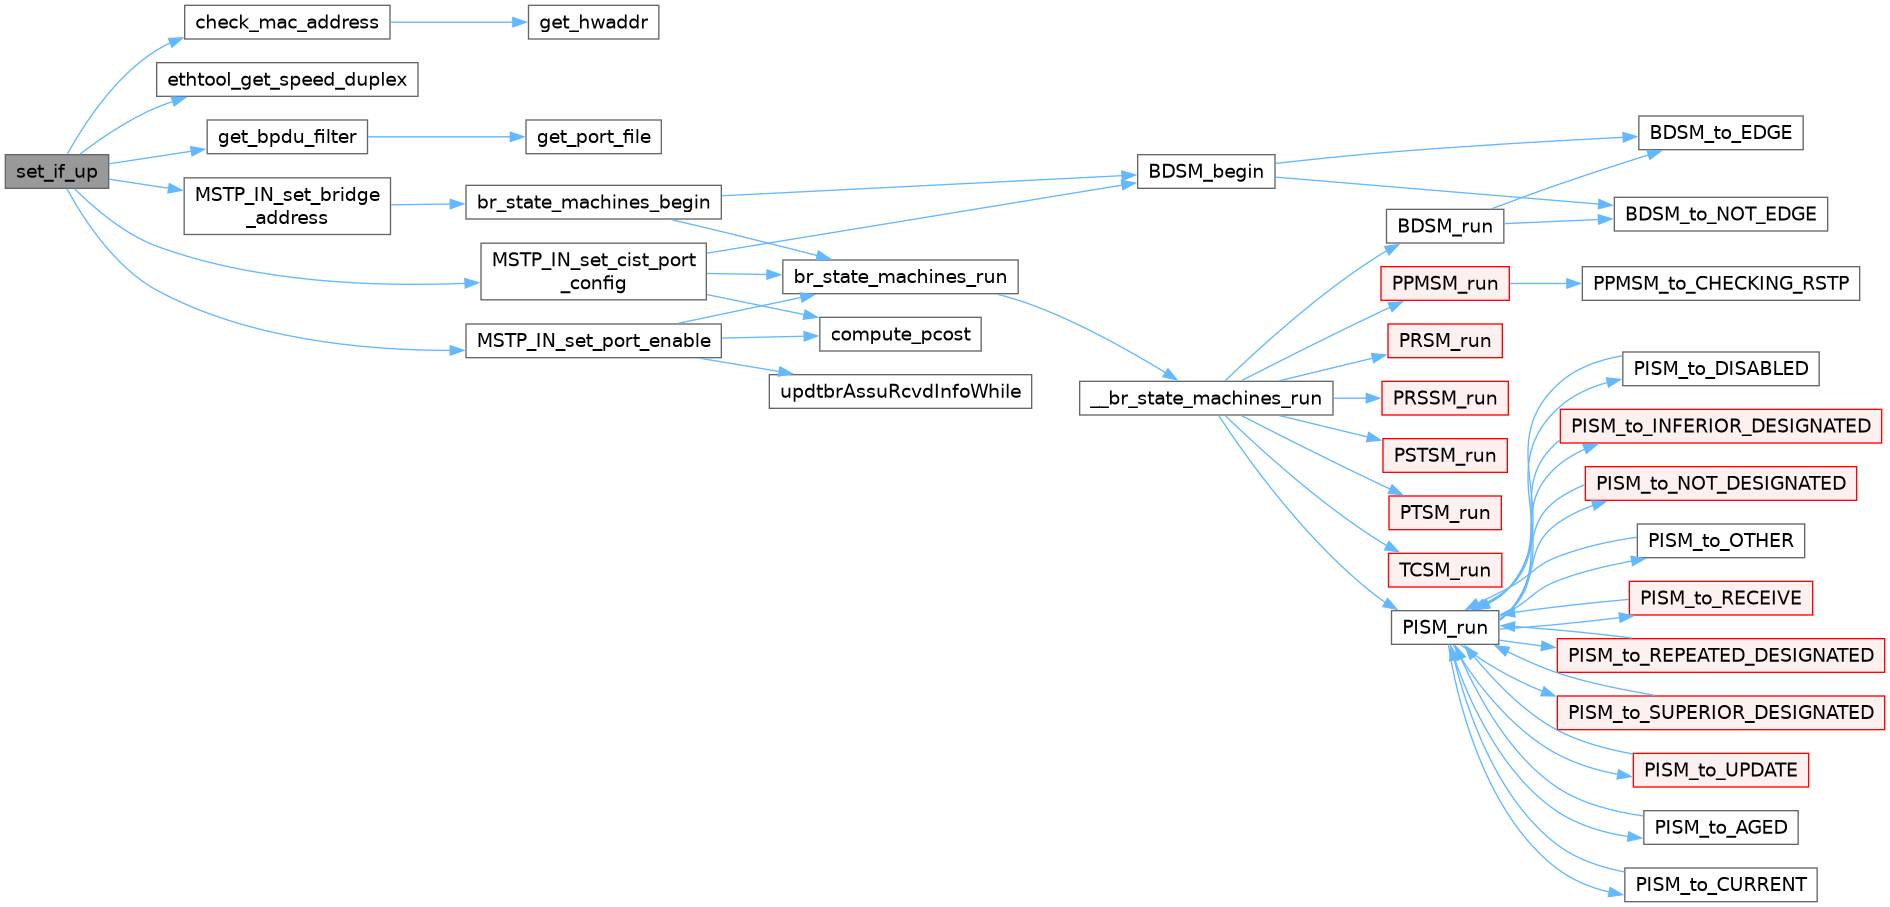 set_if_up
check_mac_address
get_hwaddr
ethtool_get_speed_duplex
get_bpdu_filter
get_port_file
MSTP_IN_set_bridge
_address
br_state_machines_begin
MSTP_IN_set_cist_port
_config
MSTP_IN_set_port_enable
br_state_machines_run
compute_pcost
updtbrAssuRcvdInfoWhile
BDSM_begin
__br_state_machines_run
BDSM_to_EDGE
BDSM_to_NOT_EDGE
BDSM_run
PPMSM_run
PPMSM_to_CHECKING_RSTP
PRSM_run
PRSSM_run
PSTSM_run
PTSM_run
TCSM_run
PISM_run
PISM_to_DISABLED
PISM_to_INFERIOR_DESIGNATED
PISM_to_NOT_DESIGNATED
PISM_to_OTHER
PISM_to_RECEIVE
PISM_to_REPEATED_DESIGNATED
PISM_to_SUPERIOR_DESIGNATED
PISM_to_UPDATE
PISM_to_AGED
PISM_to_CURRENT